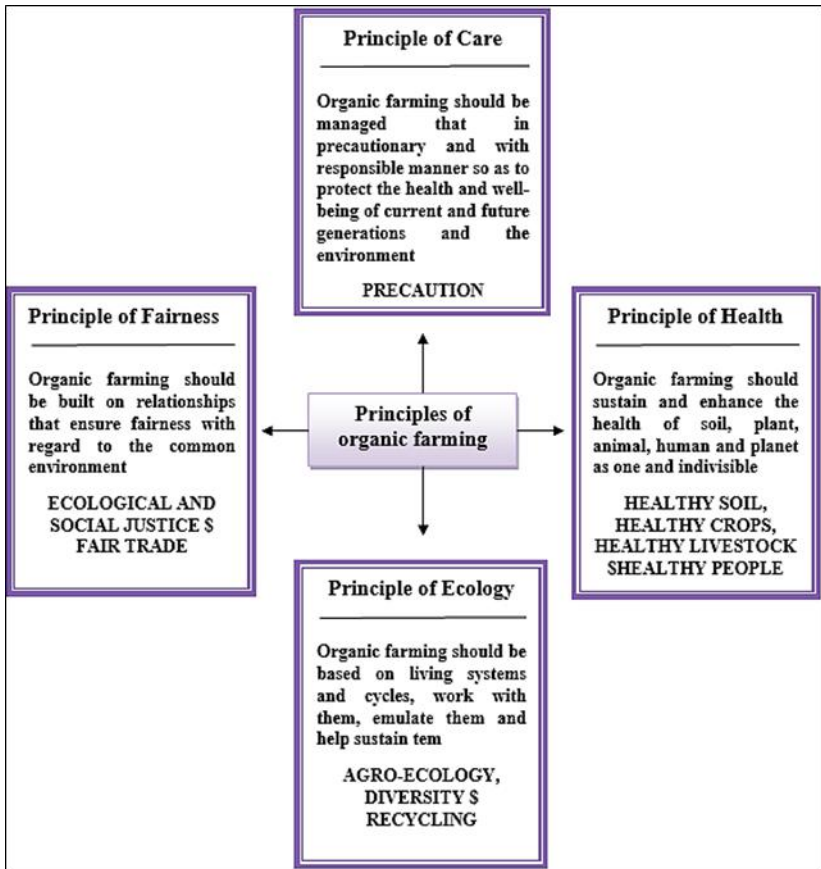 Principle of Care
Organic farming should be
managed that in
precautionary and with
responsible manner so as to
protect the health and well-
being of current and future
generations and the
environment
PRECAUTION
Principle of Fairness
Organic farming should
be built on relationships
that ensure fairness with
regard to the common
environment
ECOLOGICAL AND
SOCIAL JUSTICE $
FAIR TRADE
Principles of
organic farming
Principle of Health
Organic farming should
sustain and enhance the
health of soil, plant,
animal, human and planet
as one and indivisible
HEALTHY SOIL,
HEALTHY CROPS,
HEALTHY LIVESTOCK
$HEALTHY PEOPLE
Principle of Ecology
Organic farming should be
based on living systems
and cycles, work with
them, emulate them and
help sustain tem
AGRO-ECOLOGY,
DIVERSITY $
RECYCLING